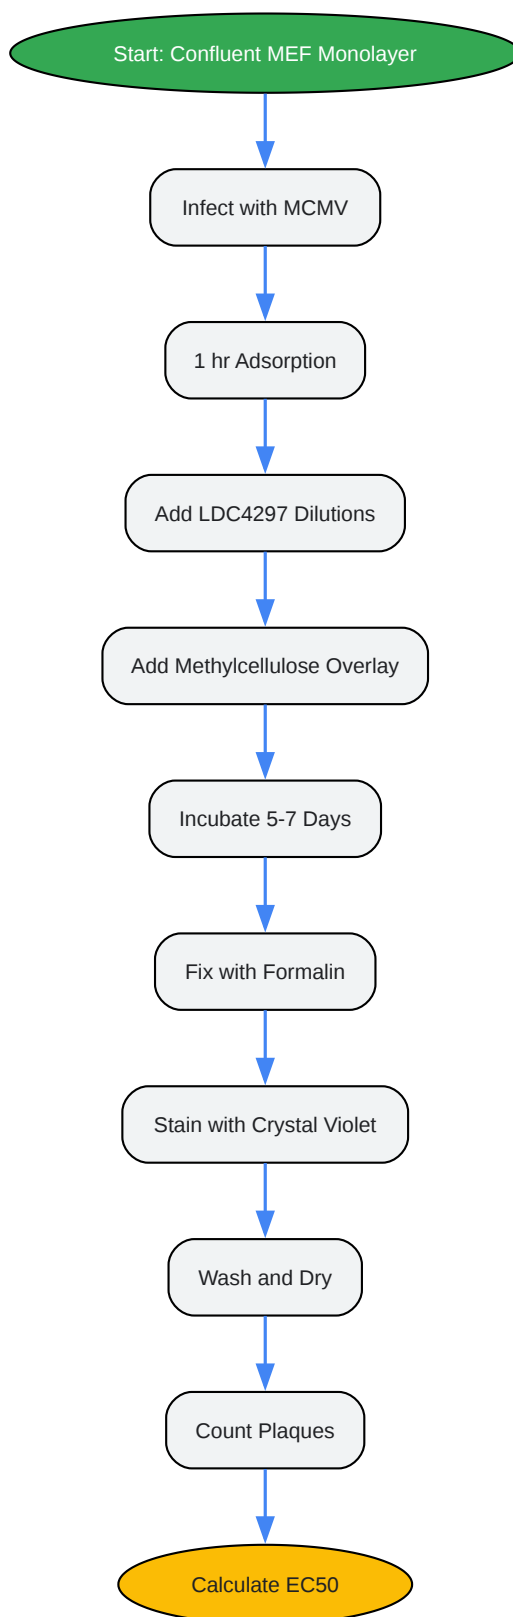 Start: Confluent MEF Monolayer
Infect with MCMV
1 hr Adsorption
Add LDC4297 Dilutions
Add Methylcellulose Overlay
Incubate 5-7 Days
Fix with Formalin
Stain with Crystal Violet
Wash and Dry
Count Plaques
Calculate EC50